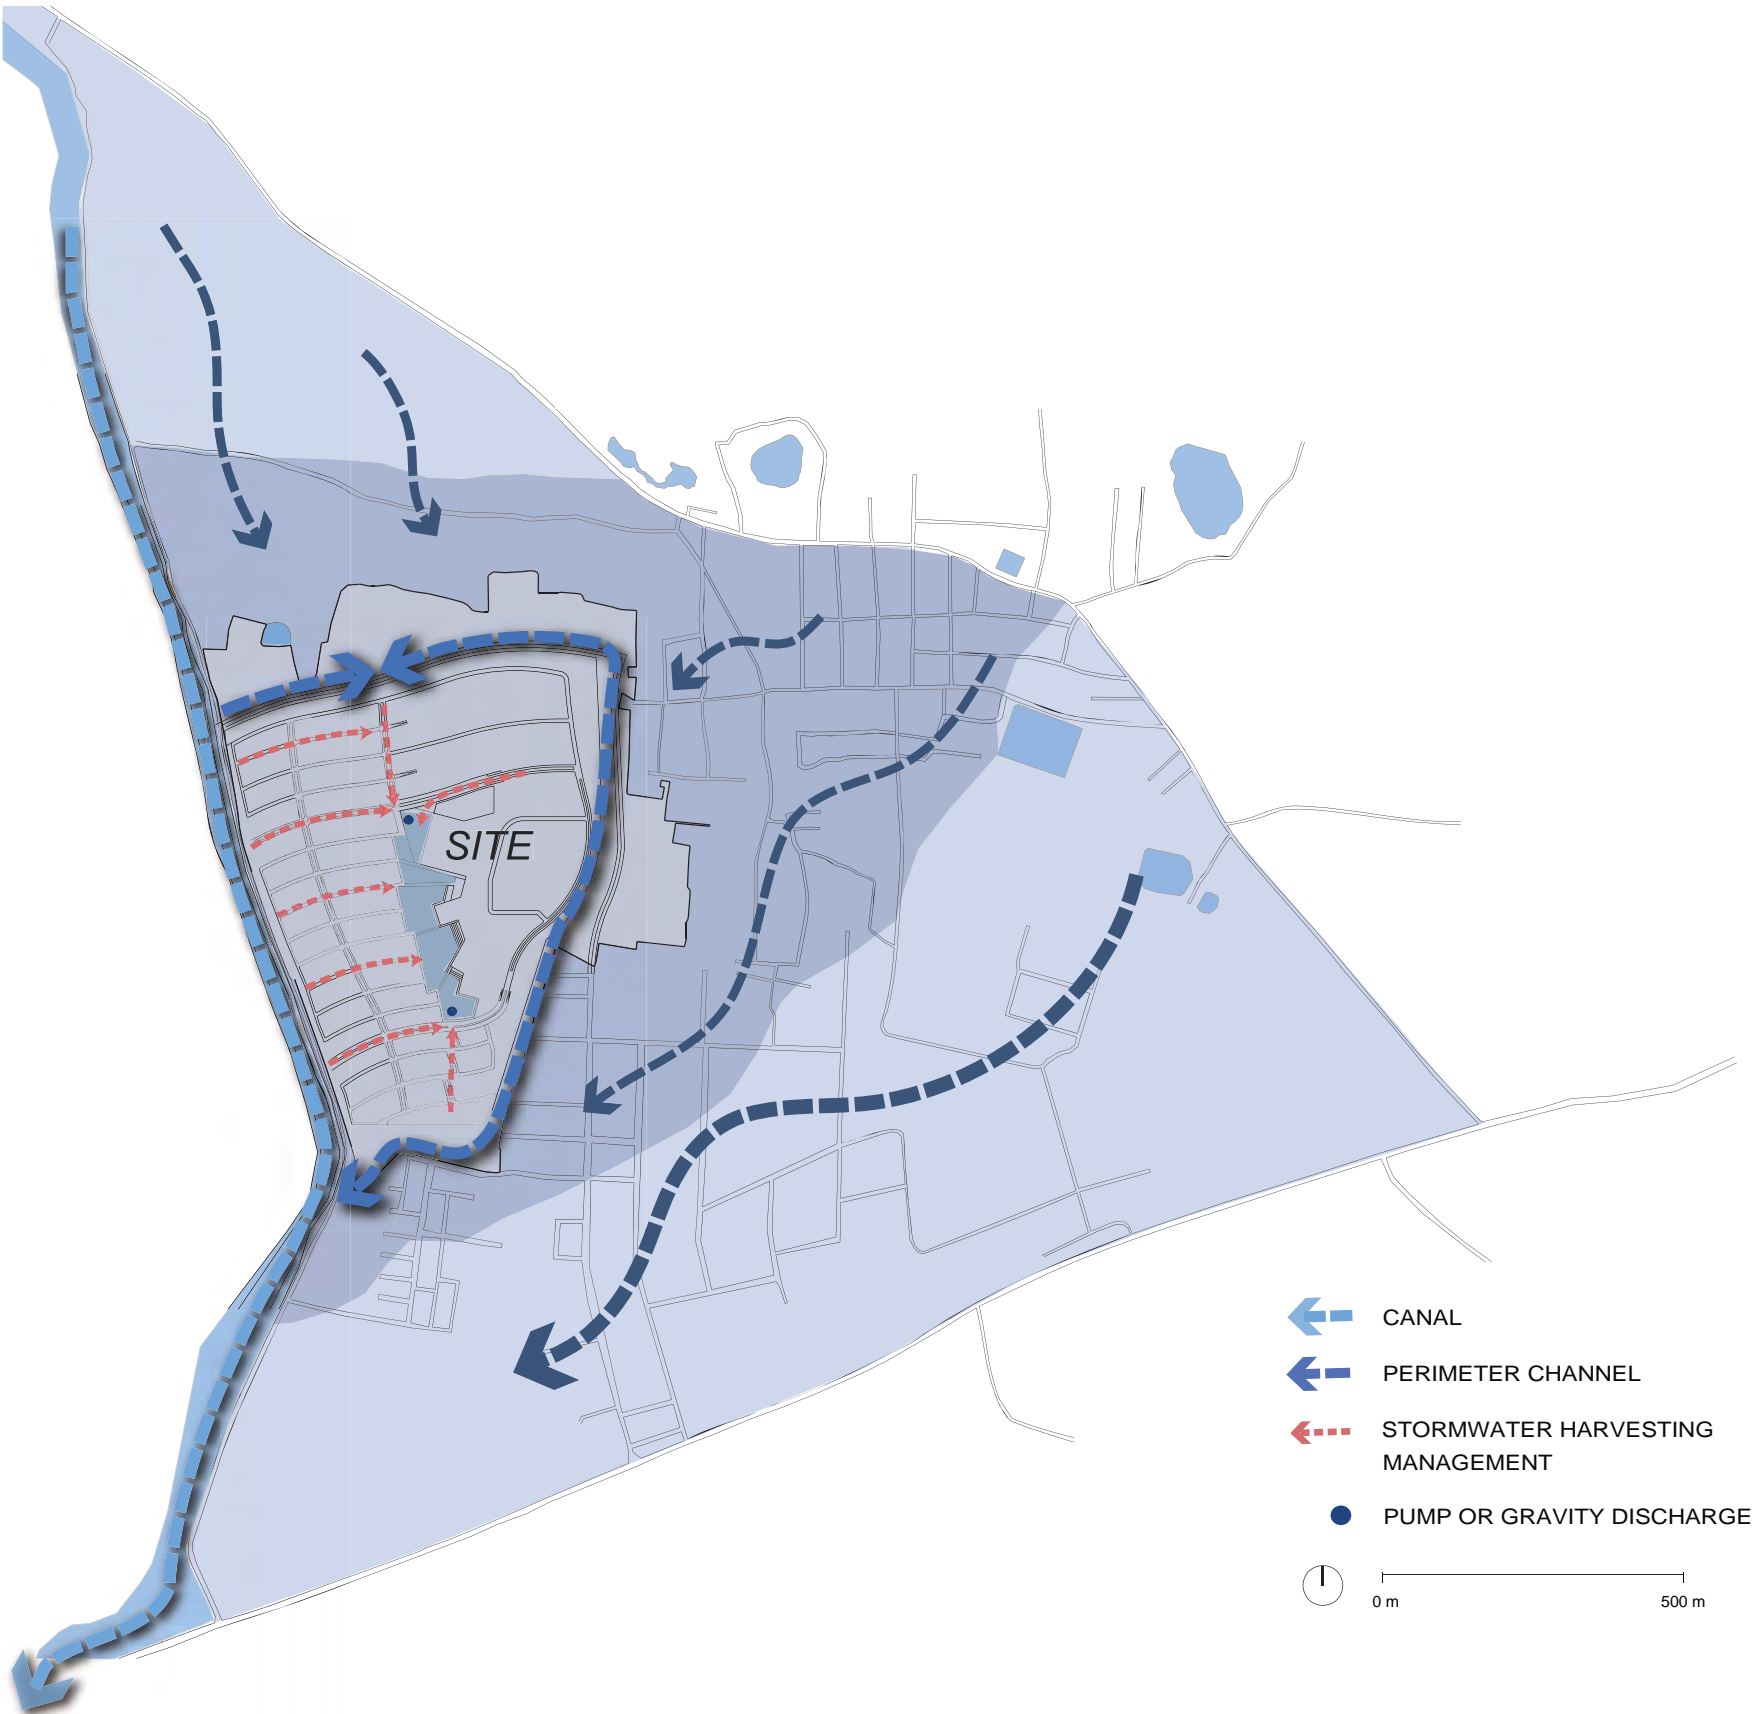 SITE
CANAL
PERIMETER CHANNEL
STORMWATER HARVESTING
MANAGEMENT
PUMP OR GRAVITY DISCHARGE
0 m 500 m